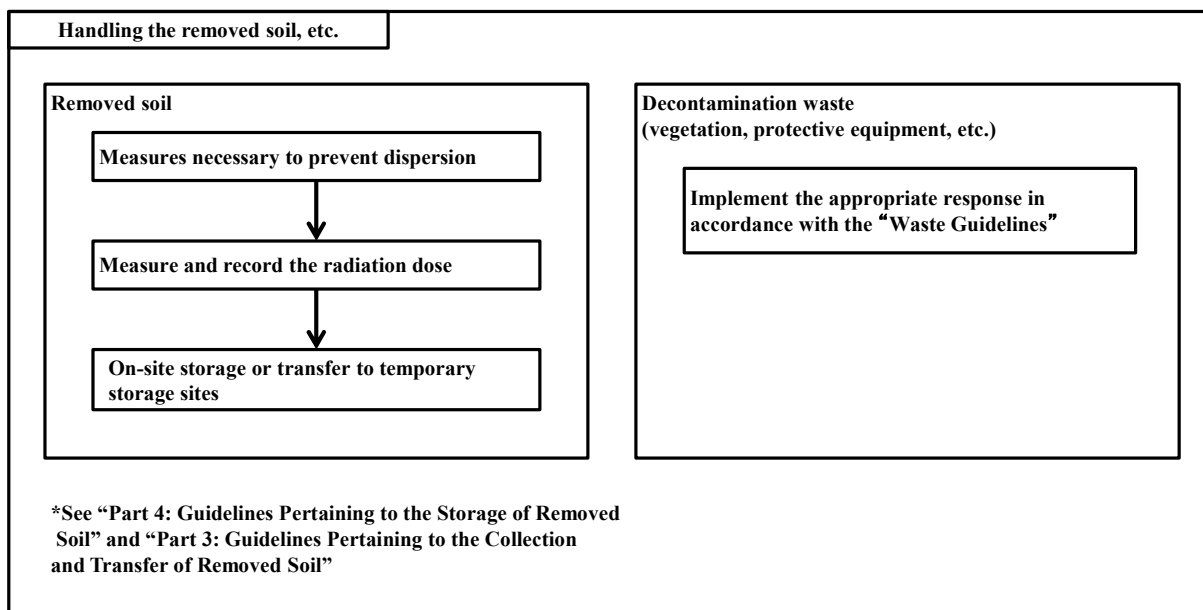 Handling the removed soil, etc.
Removed soil
Measures necessary to prevent dispersion
Measure and record the radiation dose
On-site storage or transfer to temporary
storage sites
Decontamination waste
(vegetation, protective equipment, etc.)
Implement the appropriate response in
accordance with the “Waste Guidelines”
*See “Part 4: Guidelines Pertaining to the Storage of Removed
Soil” and “Part 3: Guidelines Pertaining to the Collection
and Transfer of Removed Soil”